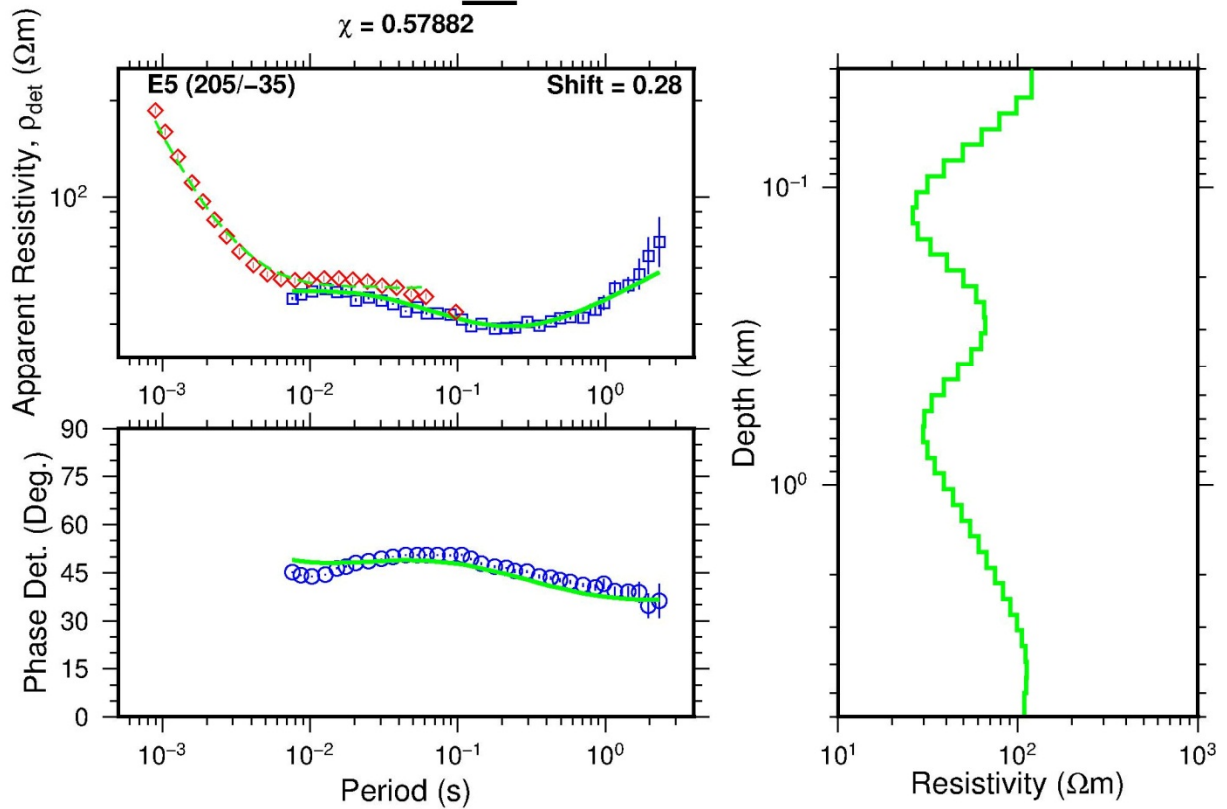 χ = 0.57882
E5 (205/−35) Shift = 0.28
Apparent Resistivity, ρdet (Ωm)
10²
10⁻³ 10⁻² 10⁻¹ 10⁰
Phase Det. (Deg.)
90
75
60
45
30
15
0
10⁻³ 10⁻² 10⁻¹ 10⁰
Period (s)
Depth (km)
10⁻¹
10⁰
10¹ 10² 10³
Resistivity (Ωm)